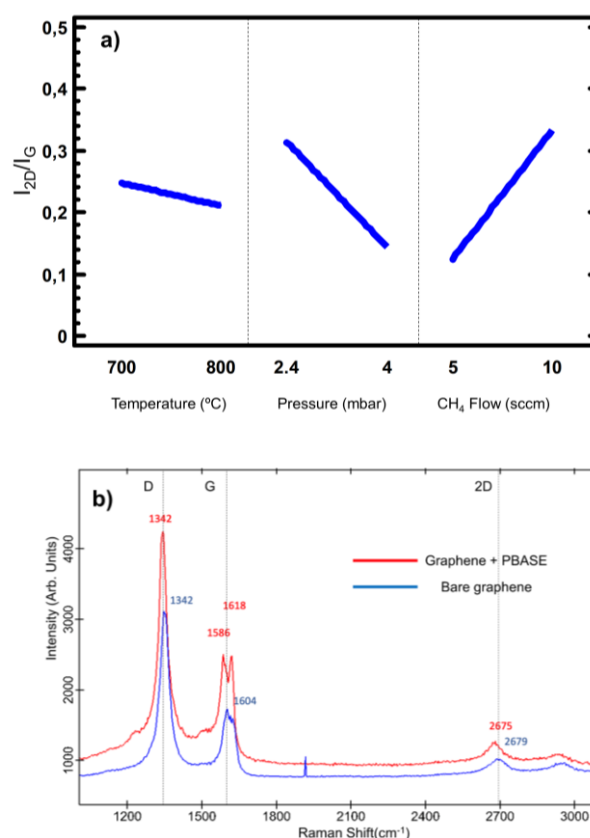 a)
I2D/IG
0,5
0,4
0,3
0,2
0,1
0
700 800 2.4 4 5 10
Temperature (ºC) Pressure (mbar) CH4 Flow (sccm)
b)
D G 2D
1342
1342
1618
1586
1604
Graphene + PBASE
Bare graphene
2675
2679
Intensity (Arb. Units)
4000
3000
2000
1000
1200 1500 1800 2100 2400 2700 3000
Raman Shift(cm⁻¹)